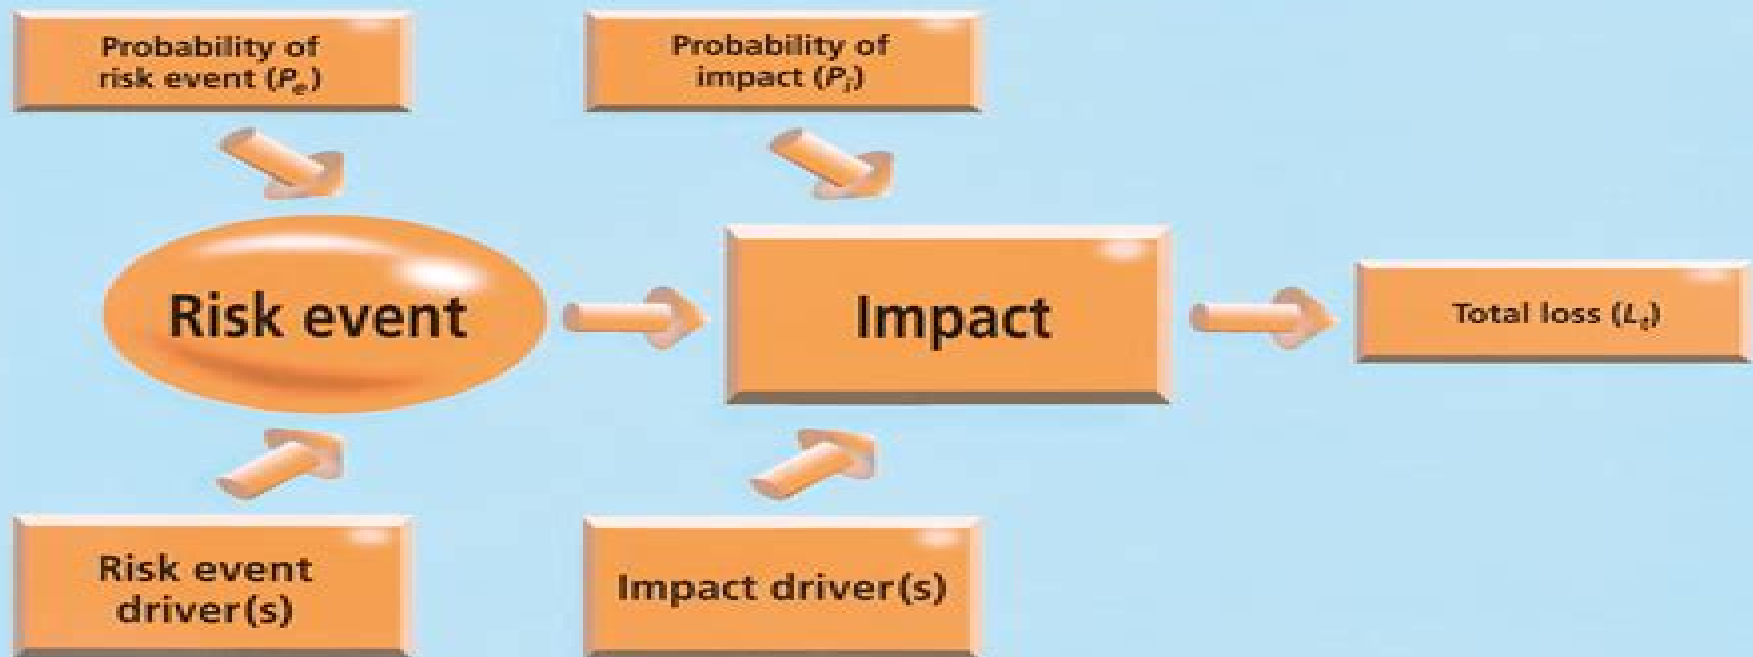 Probability of
risk event (Pe)
Probability of
impact (Pi)
Risk event
Impact
Total loss (Lt)
Risk event
driver(s)
Impact driver(s)